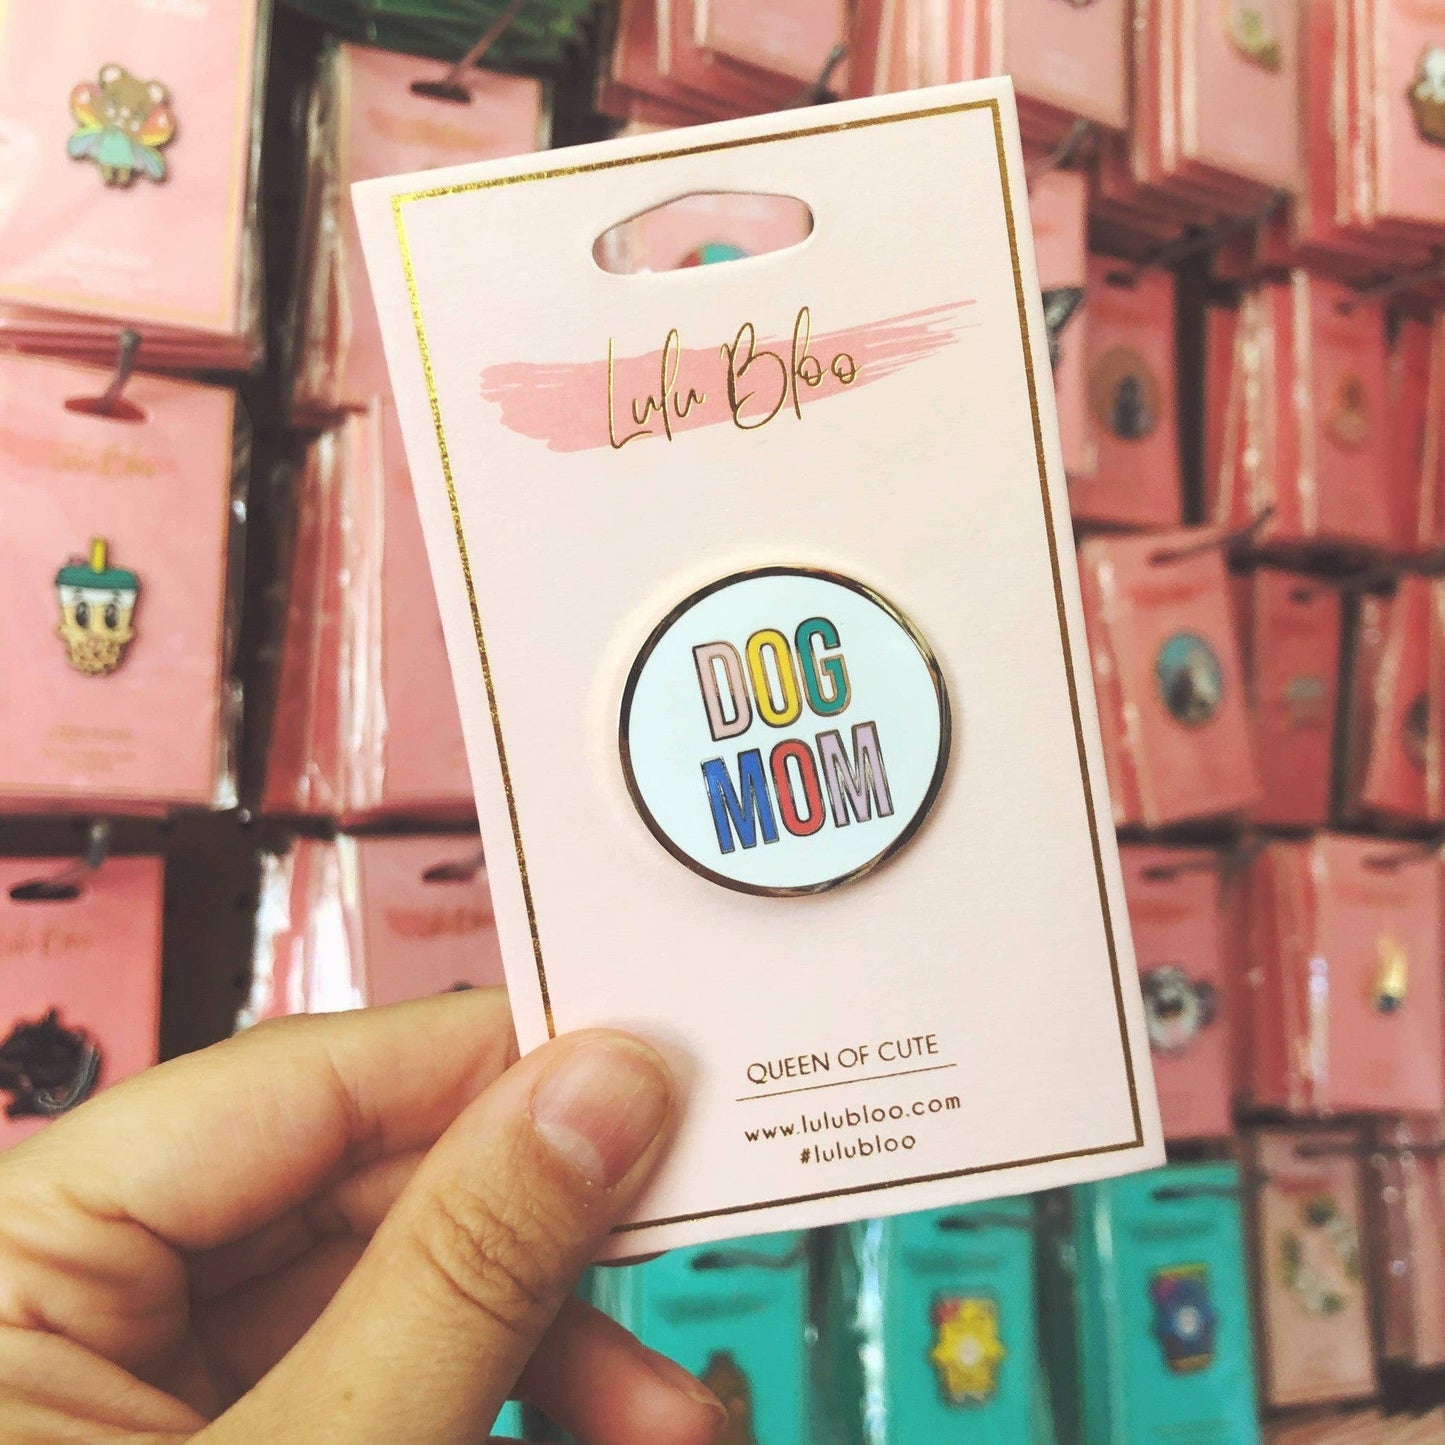 Lulu Bloo
DOG
MOM
QUEEN OF CUTE
www.lulubloo.com
#lulubloo